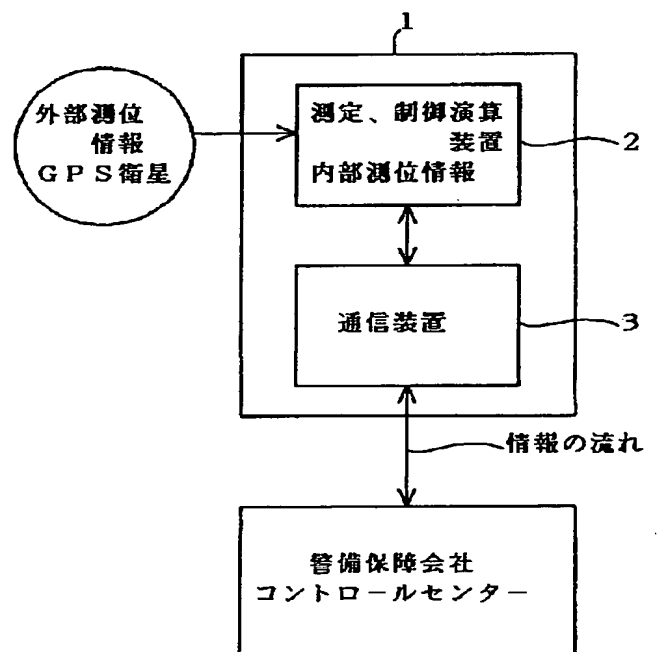 1
外部測位
情報
GPS衛星
測定、制御演算
装置
内部測位情報
2
通信装置
3
情報の流れ
警備保障会社
コントロールセンター